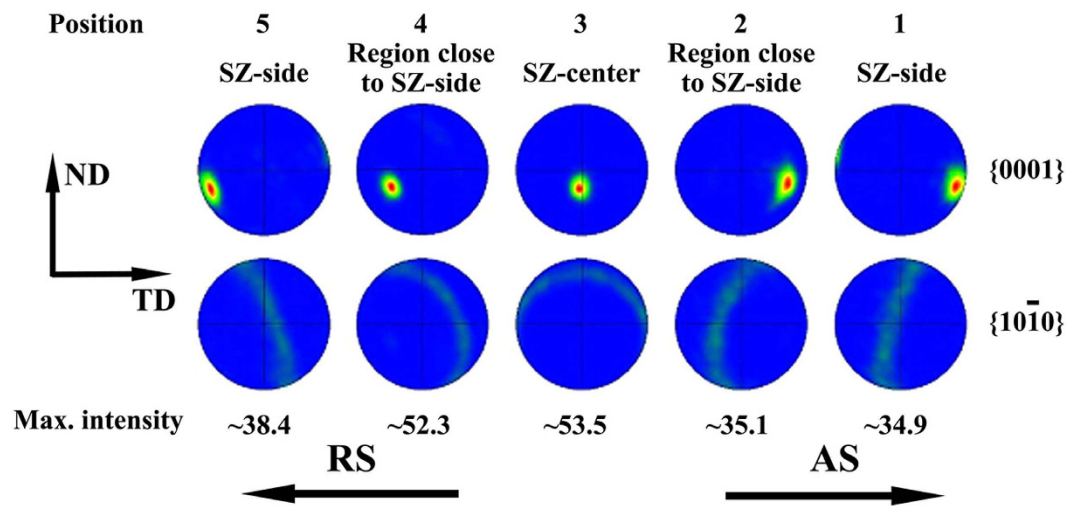 Position 5 4 3 2 1
SZ-side Region close to SZ-side SZ-center Region close to SZ-side SZ-side
ND
{0001}
TD
{101̄0}
Max. intensity ~38.4 ~52.3 ~53.5 ~35.1 ~34.9
RS AS